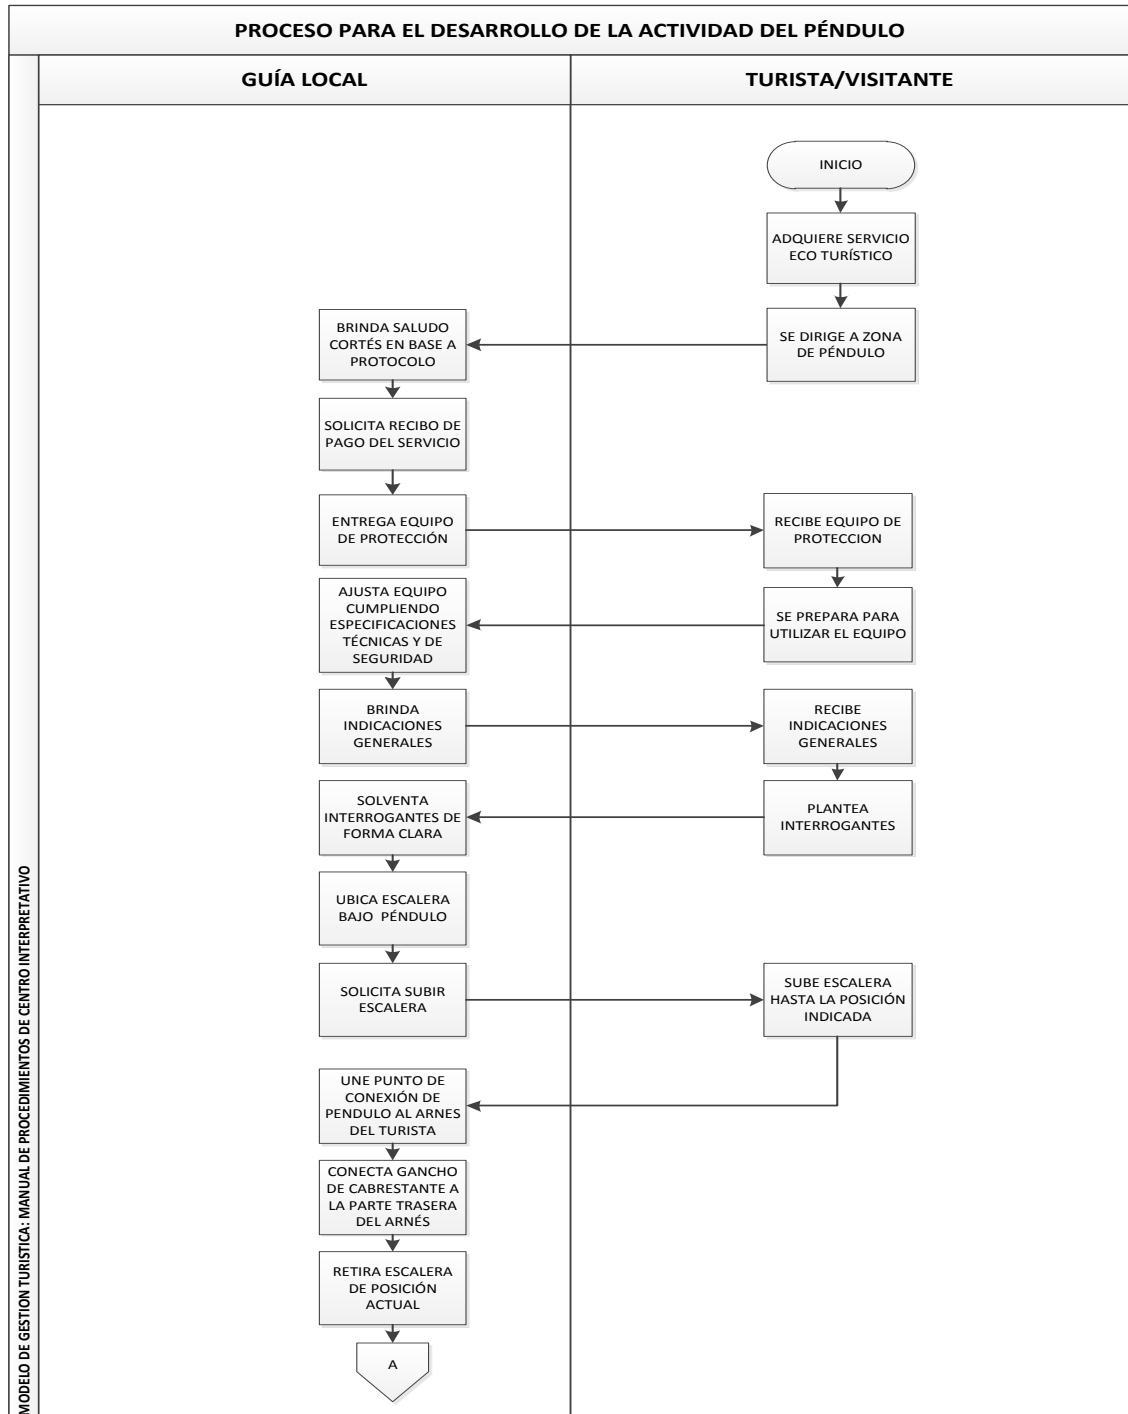 PROCESO PARA EL DESARROLLO DE LA ACTIVIDAD DEL PÉNDULO
GUÍA LOCAL
TURISTA/VISITANTE
INICIO
ADQUIERE SERVICIO
ECO TURÍSTICO
SE DIRIGE A ZONA
DE PÉNDULO
BRINDA SALUDO
CORTÉS EN BASE A
PROTOCOLO
SOLICITA RECIBO DE
PAGO DEL SERVICIO
ENTREGA EQUIPO
DE PROTECCIÓN
RECIBE EQUIPO DE
PROTECCION
SE PREPARA PARA
UTILIZAR EL EQUIPO
AJUSTA EQUIPO
CUMPLIENDO
ESPECIFICACIONES
TÉCNICAS Y DE
SEGURIDAD
BRINDA
INDICACIONES
GENERALES
RECIBE
INDICACIONES
GENERALES
PLANTEA
INTERROGANTES
SOLVENTA
INTERROGANTES DE
FORMA CLARA
UBICA ESCALERA
BAJO PÉNDULO
SOLICITA SUBIR
ESCALERA
SUBE ESCALERA
HASTA LA POSICIÓN
INDICADA
UNE PUNTO DE
CONEXIÓN DE
PENDULO AL ARNES
DEL TURISTA
CONECTA GANCHO
DE CABRESTANTE A
LA PARTE TRASERA
DEL ARNÉS
RETIRA ESCALERA
DE POSICIÓN
ACTUAL
A
MODELO DE GESTION TURISTICA: MANUAL DE PROCEDIMIENTOS DE CENTRO INTERPRETATIVO